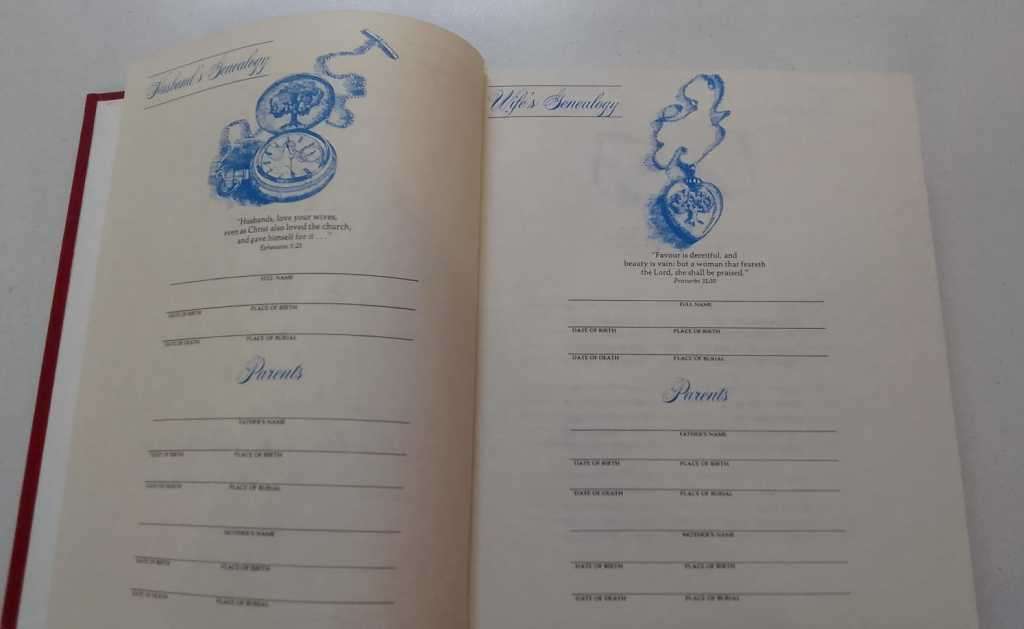 Husband's Genealogy
"Husbands, love your wives,
even as Christ also loved the church,
and gave himself for it . . ."
Ephesians 5:25
FULL NAME
DATE OF BIRTH PLACE OF BIRTH
DATE OF DEATH PLACE OF BURIAL
Parents
FATHER'S NAME
DATE OF BIRTH PLACE OF BIRTH
DATE OF DEATH PLACE OF BURIAL
MOTHER'S NAME
DATE OF BIRTH PLACE OF BIRTH
DATE OF DEATH PLACE OF BURIAL
Wife's Genealogy
"Favour is deceitful, and
beauty is vain: but a woman that feareth
the Lord, she shall be praised."
Proverbs 31:30
FULL NAME
DATE OF BIRTH PLACE OF BIRTH
DATE OF DEATH PLACE OF BURIAL
Parents
FATHER'S NAME
DATE OF BIRTH PLACE OF BIRTH
DATE OF DEATH PLACE OF BURIAL
MOTHER'S NAME
DATE OF BIRTH PLACE OF BIRTH
DATE OF DEATH PLACE OF BURIAL